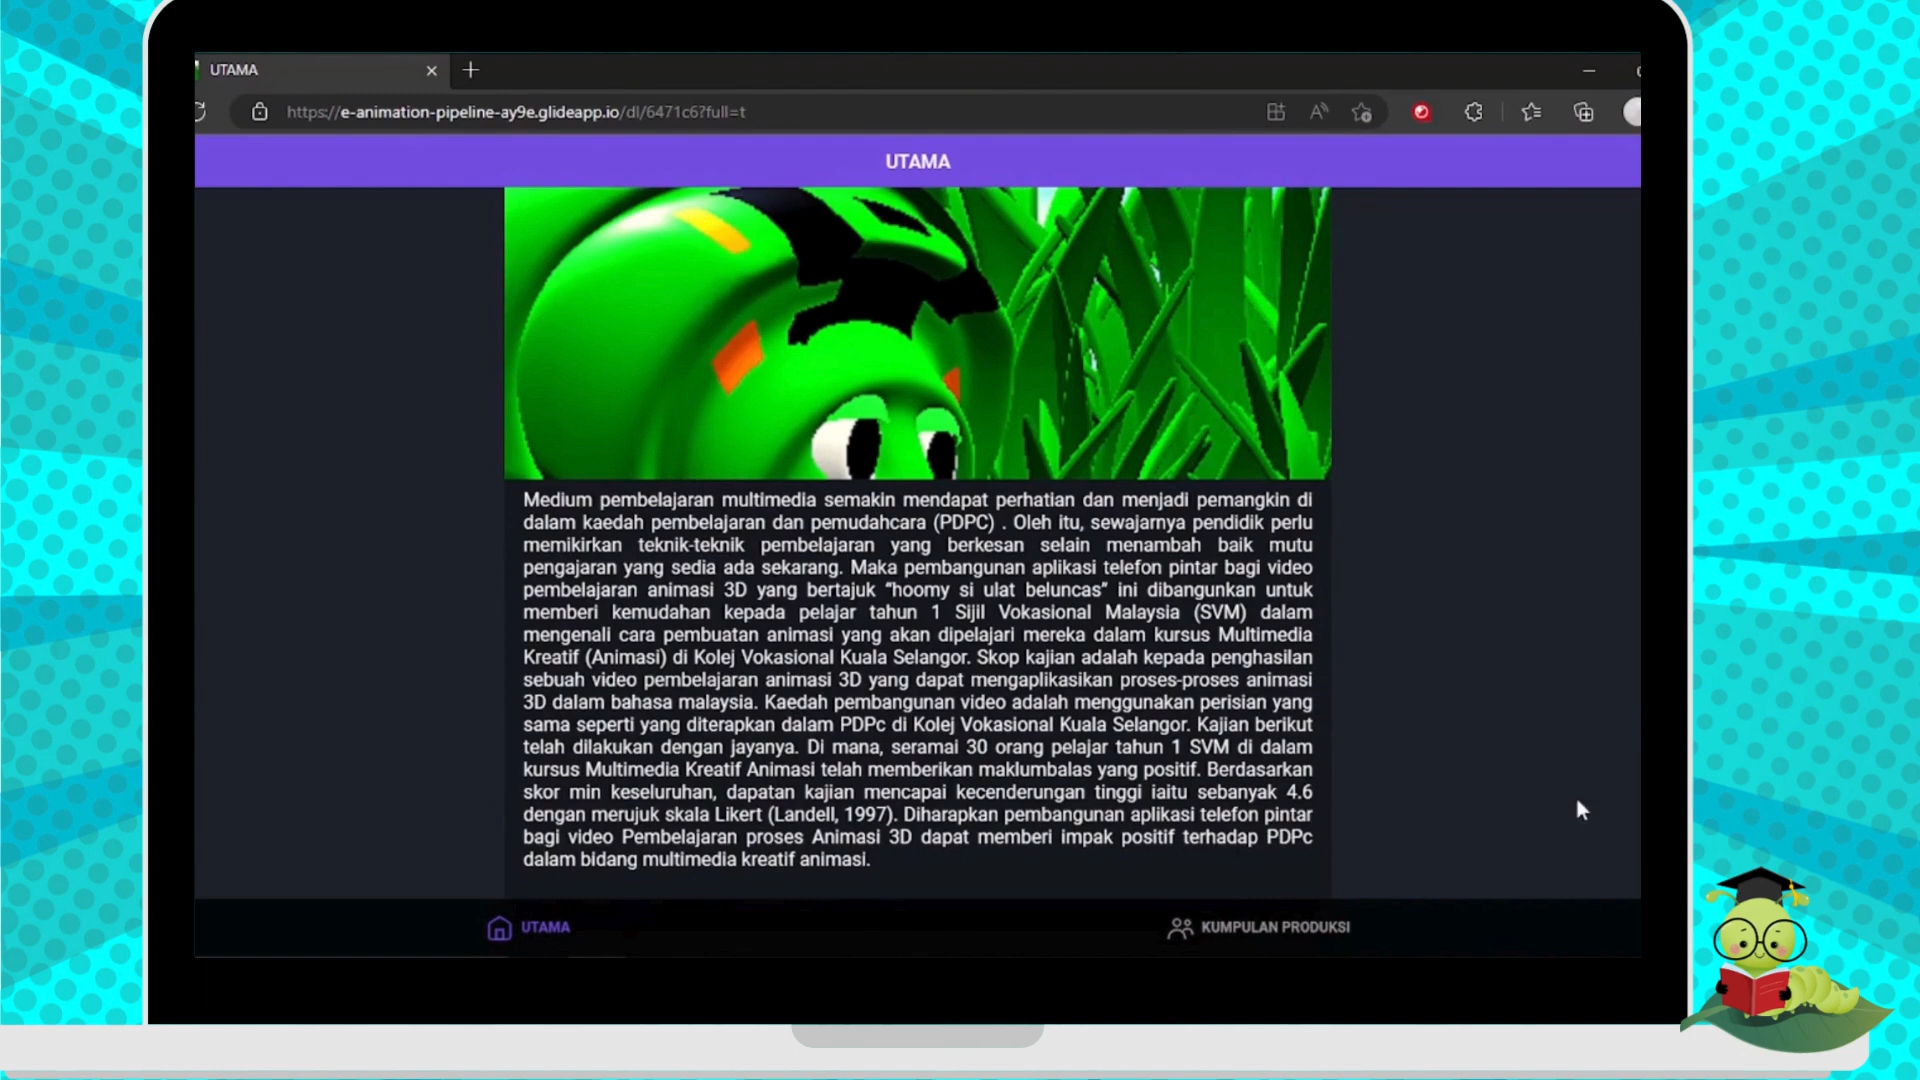 UTAMA
https://e-animation-pipeline-ay9e.glideapp.io/dl/6471c6?full=t
UTAMA
Medium pembelajaran multimedia semakin mendapat perhatian dan menjadi pemangkin di
dalam kaedah pembelajaran dan pemudahcara (PDPC) . Oleh itu, sewajarnya pendidik perlu
memikirkan teknik-teknik pembelajaran yang berkesan selain menambah baik mutu
pengajaran yang sedia ada sekarang. Maka pembangunan aplikasi telefon pintar bagi video
pembelajaran animasi 3D yang bertajuk “hoomy si ulat beluncas” ini dibangunkan untuk
memberi kemudahan kepada pelajar tahun 1 Sijil Vokasional Malaysia (SVM) dalam
mengenali cara pembuatan animasi yang akan dipelajari mereka dalam kursus Multimedia
Kreatif (Animasi) di Kolej Vokasional Kuala Selangor. Skop kajian adalah kepada penghasilan
sebuah video pembelajaran animasi 3D yang dapat mengaplikasikan proses-proses animasi
3D dalam bahasa malaysia. Kaedah pembangunan video adalah menggunakan perisian yang
sama seperti yang diterapkan dalam PDPc di Kolej Vokasional Kuala Selangor. Kajian berikut
telah dilakukan dengan jayanya. Di mana, seramai 30 orang pelajar tahun 1 SVM di dalam
kursus Multimedia Kreatif Animasi telah memberikan maklumbalas yang positif. Berdasarkan
skor min keseluruhan, dapatan kajian mencapai kecenderungan tinggi iaitu sebanyak 4.6
dengan merujuk skala Likert (Landell, 1997). Diharapkan pembangunan aplikasi telefon pintar
bagi video Pembelajaran proses Animasi 3D dapat memberi impak positif terhadap PDPc
dalam bidang multimedia kreatif animasi.
UTAMA
KUMPULAN PRODUKSI